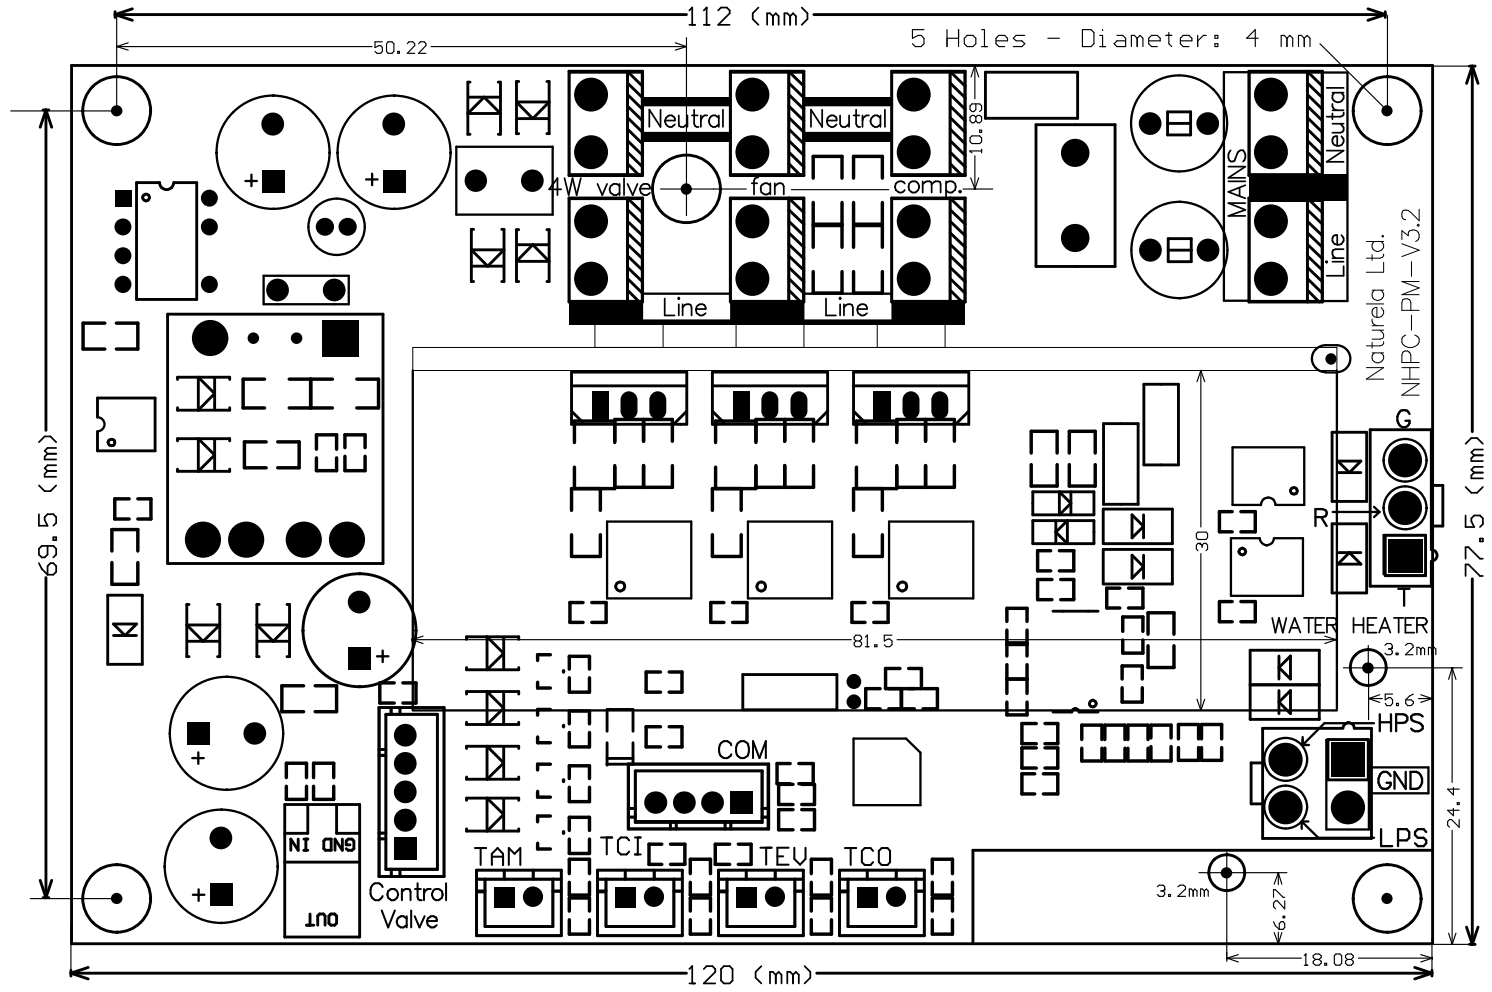 112 (mm)
50.22
5 Holes - Diameter: 4 mm
10.89
Neutral
Neutral
Neutral
MAINS
4W valve
fan
comp.
Line
Line
Line
Naturela Ltd.
NHPC-PM-V3.2
G
R
T
69.5 (mm)
77.5 (mm)
30
81.5
WATER HEATER
3.2mm
5.6
HPS
GND
LPS
24.4
+
+
+
+
+
COM
IN GND
OUT
Control
Valve
TAM
TCI
TEV
TCO
3.2mm
6.27
18.08
120 (mm)